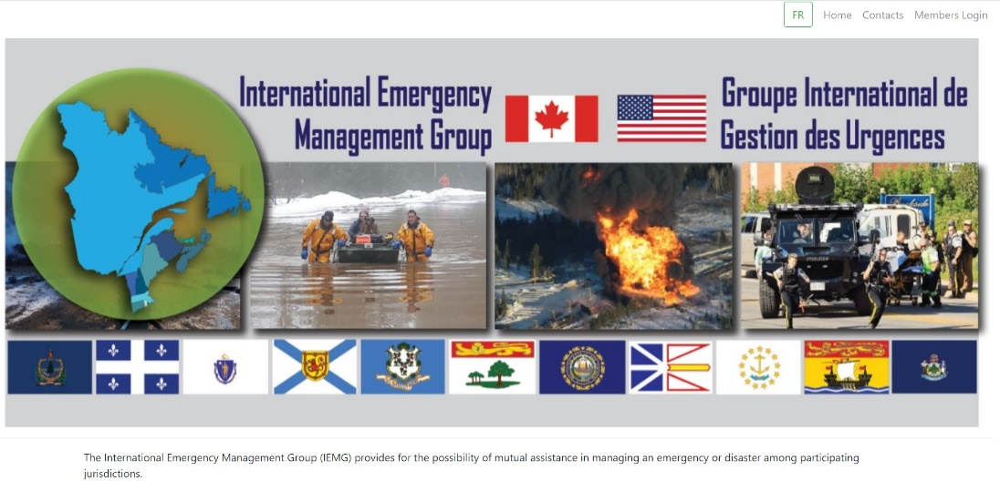 FR Home Contacts Members Login
International Emergency
Management Group
Groupe International de
Gestion des Urgences
The International Emergency Management Group (IEMG) provides for the possibility of mutual assistance in managing an emergency or disaster among participating
jurisdictions.